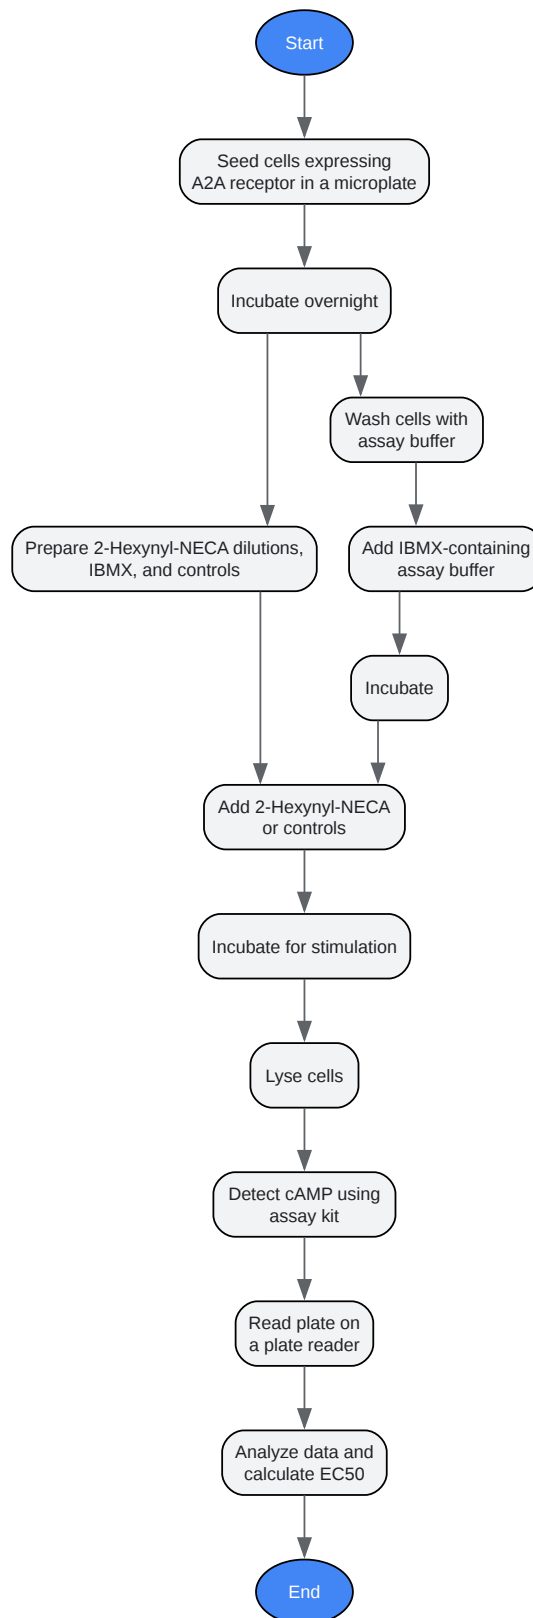 Start
Seed cells expressing
A2A receptor in a microplate
Incubate overnight
Wash cells with
assay buffer
Prepare 2-Hexynyl-NECA dilutions,
IBMX, and controls
Add IBMX-containing
assay buffer
Incubate
Add 2-Hexynyl-NECA
or controls
Incubate for stimulation
Lyse cells
Detect cAMP using
assay kit
Read plate on
a plate reader
Analyze data and
calculate EC50
End